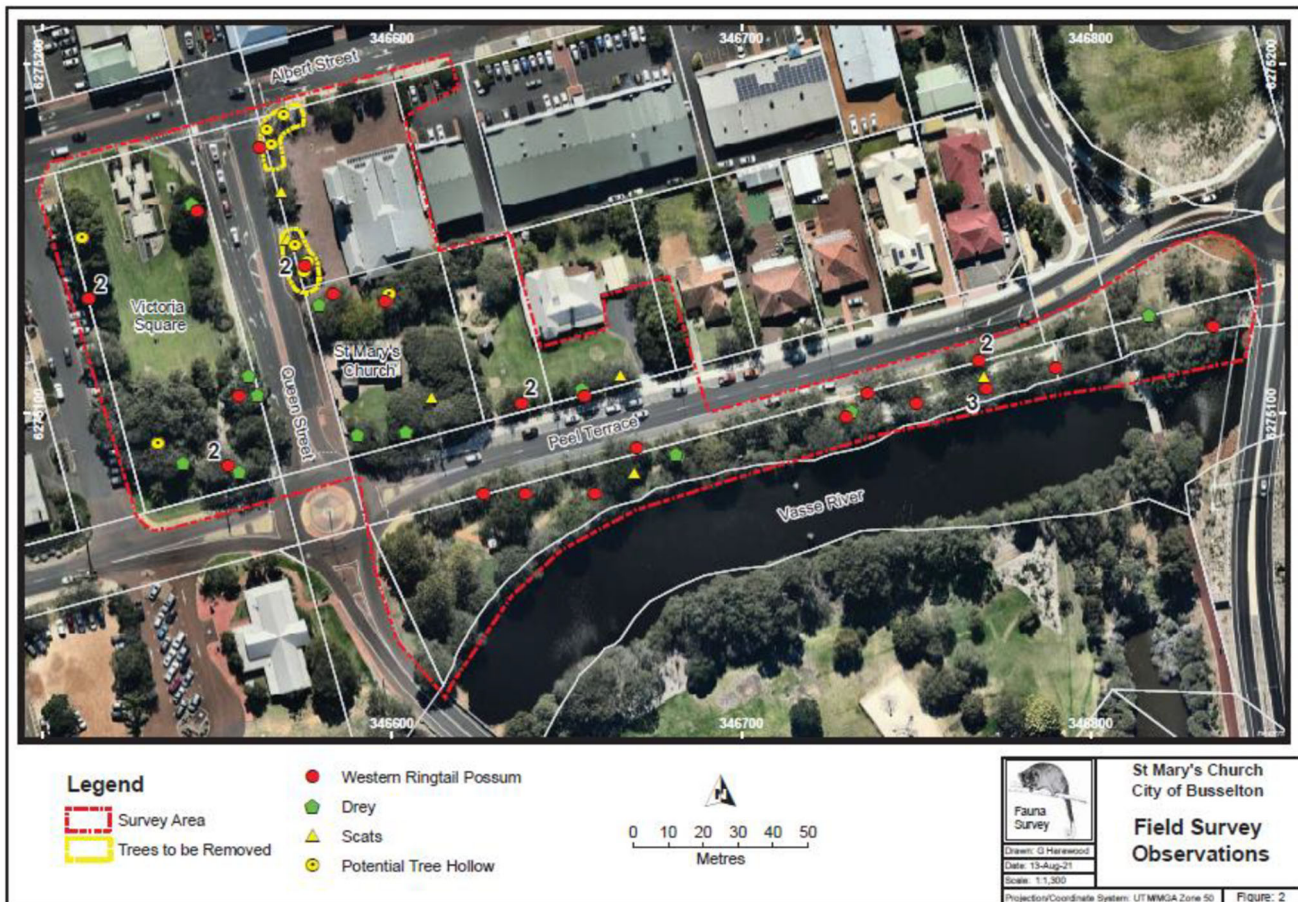 346600
346700
346800
6275200
6275200
Albert Street
2
2
Victoria
Square
St Mary's
Church
2
2
3
2
Queen Street
Peel Terrace
6275100
6275100
Vasse River
346600
346700
346800
Legend
Survey Area
Trees to be Removed
Western Ringtail Possum
Drey
Scats
Potential Tree Hollow
N
0 10 20 30 40 50
Metres
Fauna
Survey
St Mary's Church
City of Busselton
Field Survey
Observations
Drawn: G Harewood
Date: 13-Aug-21
Scale: 1:1,300
Projection/Coordinate System: UTM/MGA Zone 50
Figure: 2